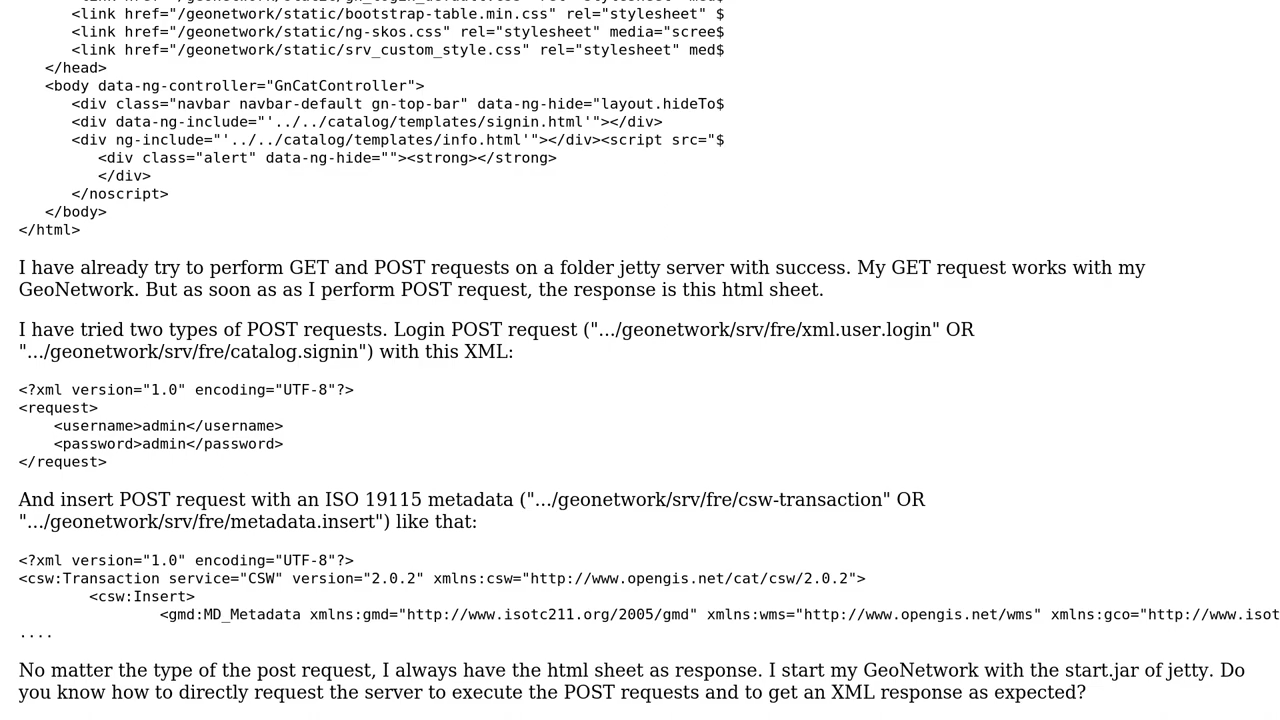 <link href="/geonetwork/static/bootstrap-table.min.css" rel="stylesheet" $
<link href="/geonetwork/static/ng-skos.css" rel="stylesheet" media="scree$
<link href="/geonetwork/static/srv_custom_style.css" rel="stylesheet" med$
</head>
<body data-ng-controller="GnCatController">
<div class="navbar navbar-default gn-top-bar" data-ng-hide="layout.hideTo$
<div data-ng-include="'../../catalog/templates/signin.html'"></div>
<div ng-include="'../../catalog/templates/info.html'"></div><script src="$
<div class="alert" data-ng-hide=""><strong></strong>
</div>
</noscript>
</body>
</html>
I have already try to perform GET and POST requests on a folder jetty server with success. My GET request works with my
GeoNetwork. But as soon as as I perform POST request, the response is this html sheet.
I have tried two types of POST requests. Login POST request (".../geonetwork/srv/fre/xml.user.login" OR
".../geonetwork/srv/fre/catalog.signin") with this XML:
<?xml version="1.0" encoding="UTF-8"?>
<request>
<username>admin</username>
<password>admin</password>
</request>
And insert POST request with an ISO 19115 metadata (".../geonetwork/srv/fre/csw-transaction" OR
".../geonetwork/srv/fre/metadata.insert") like that:
<?xml version="1.0" encoding="UTF-8"?>
<csw:Transaction service="CSW" version="2.0.2" xmlns:csw="http://www.opengis.net/cat/csw/2.0.2">
<csw:Insert>
<gmd:MD_Metadata xmlns:gmd="http://www.isotc211.org/2005/gmd" xmlns:wms="http://www.opengis.net/wms" xmlns:gco="http://www.isot
....
No matter the type of the post request, I always have the html sheet as response. I start my GeoNetwork with the start.jar of jetty. Do
you know how to directly request the server to execute the POST requests and to get an XML response as expected?